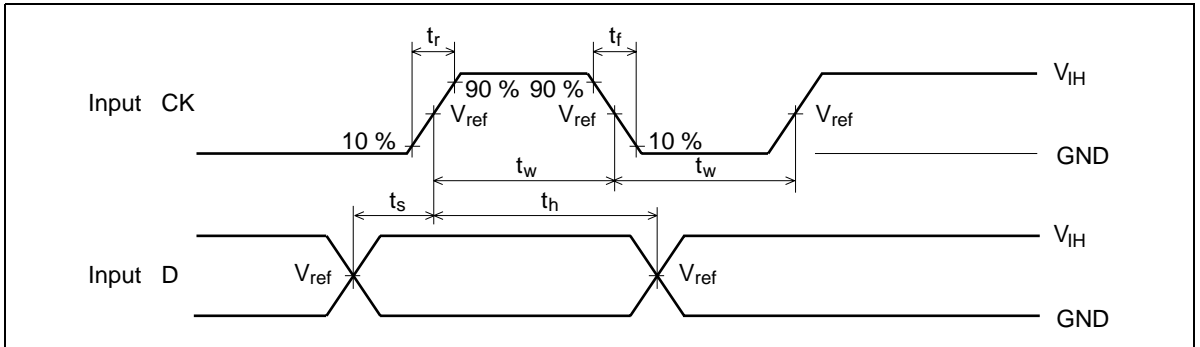 tr tf
VIH
90 % 90 %
Input CK
Vref Vref Vref
10 % 10 %
GND
tw tw
ts th
VIH
Input D
Vref Vref
GND